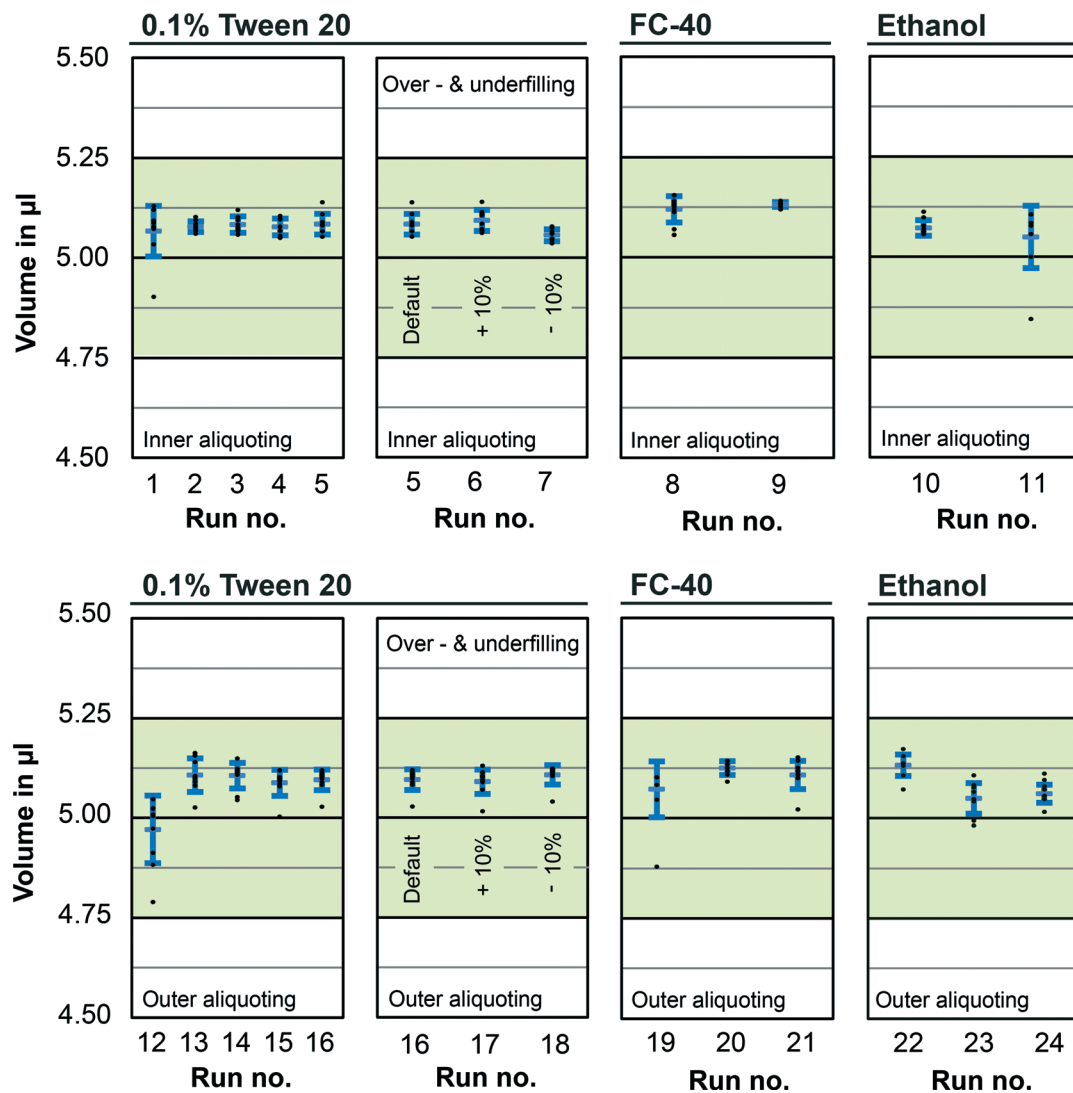 0.1% Tween 20 FC-40 Ethanol
5.50
Over - & underfilling
5.25
5.00
Default + 10% - 10%
4.75
Inner aliquoting Inner aliquoting Inner aliquoting Inner aliquoting
4.50
Volume in µl
1 2 3 4 5 5 6 7 8 9 10 11
Run no. Run no. Run no. Run no.
0.1% Tween 20 FC-40 Ethanol
5.50
Over - & underfilling
5.25
5.00
Default + 10% - 10%
4.75
Outer aliquoting Outer aliquoting Outer aliquoting Outer aliquoting
4.50
Volume in µl
12 13 14 15 16 16 17 18 19 20 21 22 23 24
Run no. Run no. Run no. Run no.